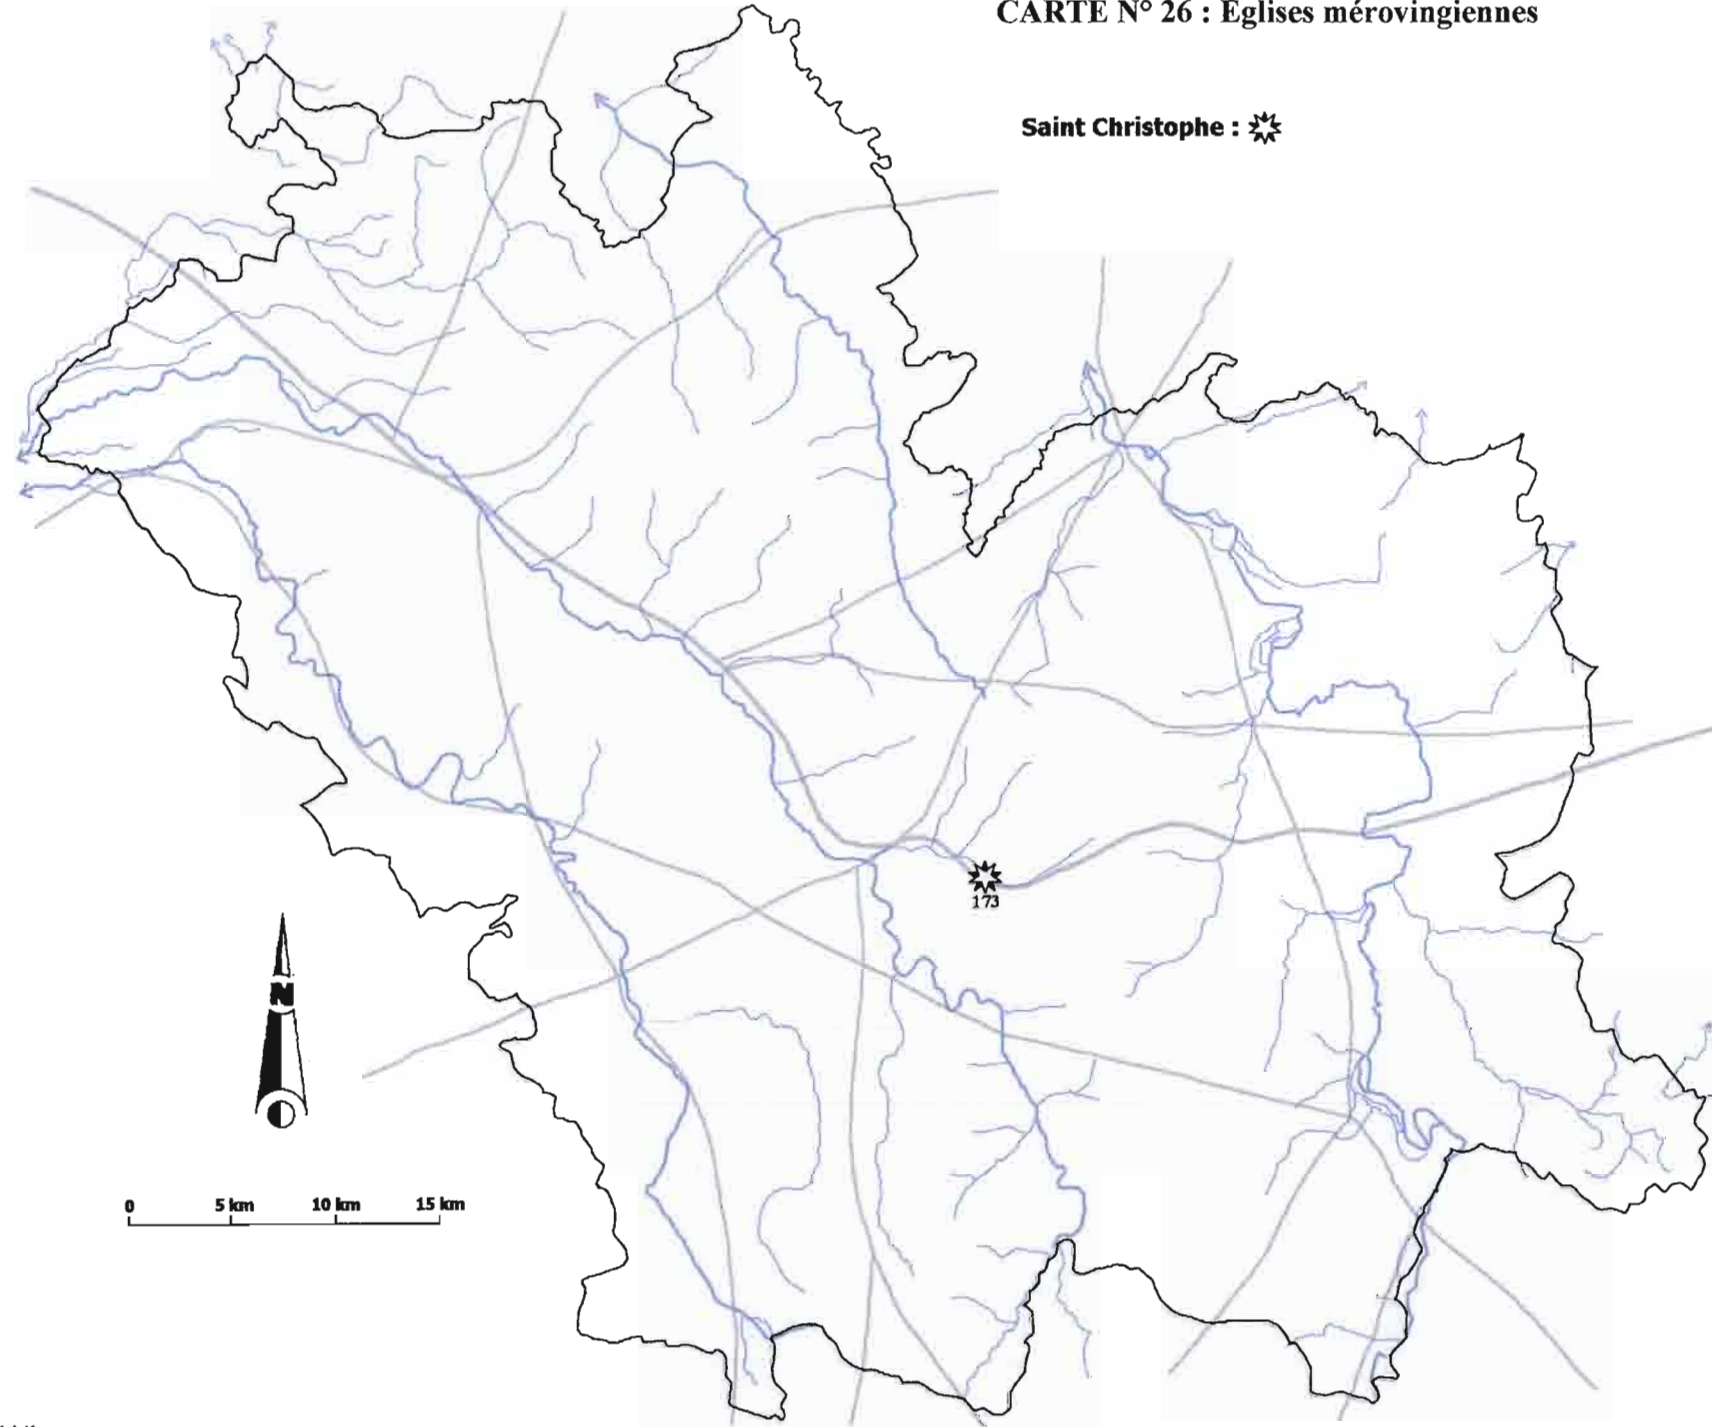 CARTE N° 26 : Eglises mérovingiennes
Saint Christophe :
173
N
0 5 km 10 km 15 km